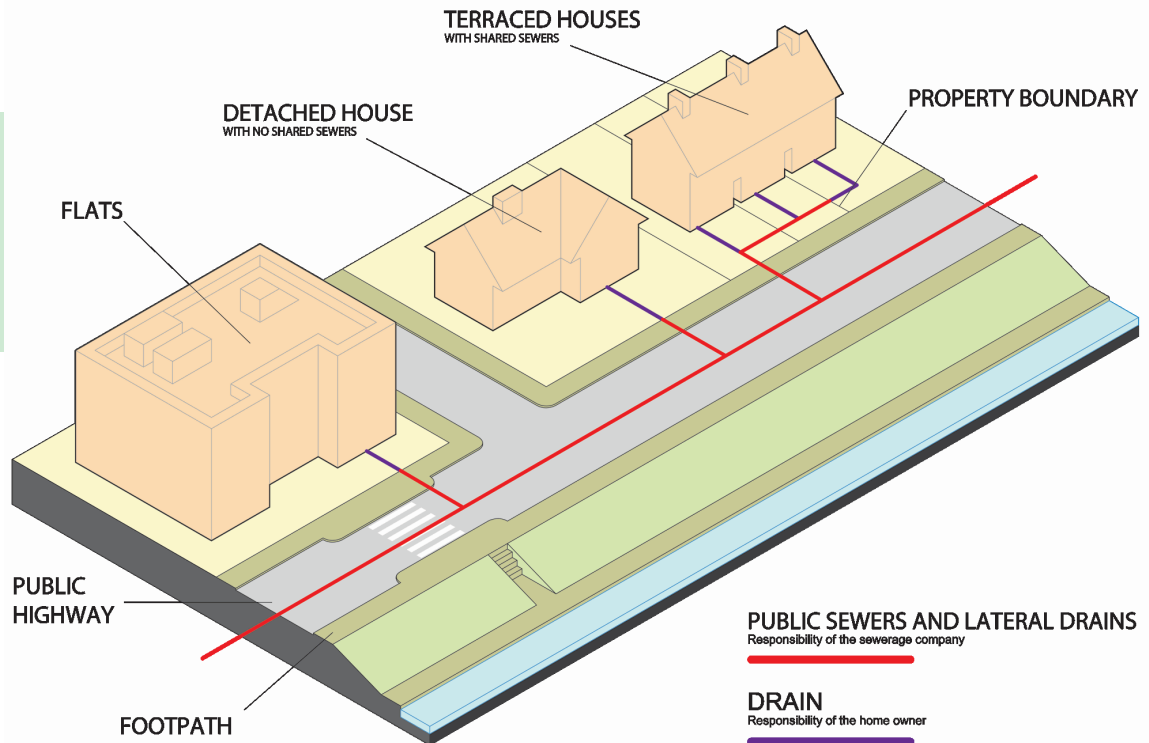 TERRACED HOUSES
WITH SHARED SEWERS
DETACHED HOUSE
WITH NO SHARED SEWERS
PROPERTY BOUNDARY
FLATS
PUBLIC
HIGHWAY
FOOTPATH
PUBLIC SEWERS AND LATERAL DRAINS
Responsibility of the sewerage company
DRAIN
Responsibility of the home owner